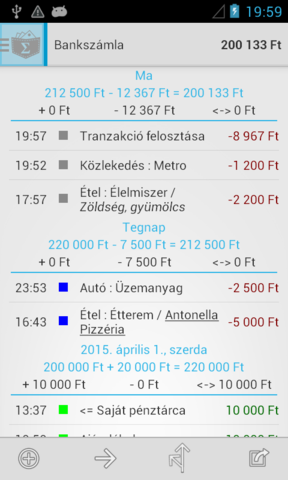 19:59
Bankszámla 200 133 Ft
Ma
212 500 Ft - 12 367 Ft = 200 133 Ft
+ 0 Ft - 12 367 Ft <-> 0 Ft
19:57 Tranzakció felosztása -8 967 Ft
19:52 Közlekedés : Metro -1 200 Ft
17:57 Étel : Élelmiszer / -2 200 Ft
Zöldség, gyümölcs
Tegnap
220 000 Ft - 7 500 Ft = 212 500 Ft
+ 0 Ft - 7 500 Ft <-> 0 Ft
23:53 Autó : Üzemanyag -2 500 Ft
16:43 Étel : Étterem / Antonella -5 000 Ft
Pizzéria
2015. április 1., szerda
200 000 Ft + 20 000 Ft = 220 000 Ft
+ 10 000 Ft - 0 Ft <-> 10 000 Ft
13:37 <= Saját pénztárca 10 000 Ft
10 000 Ft